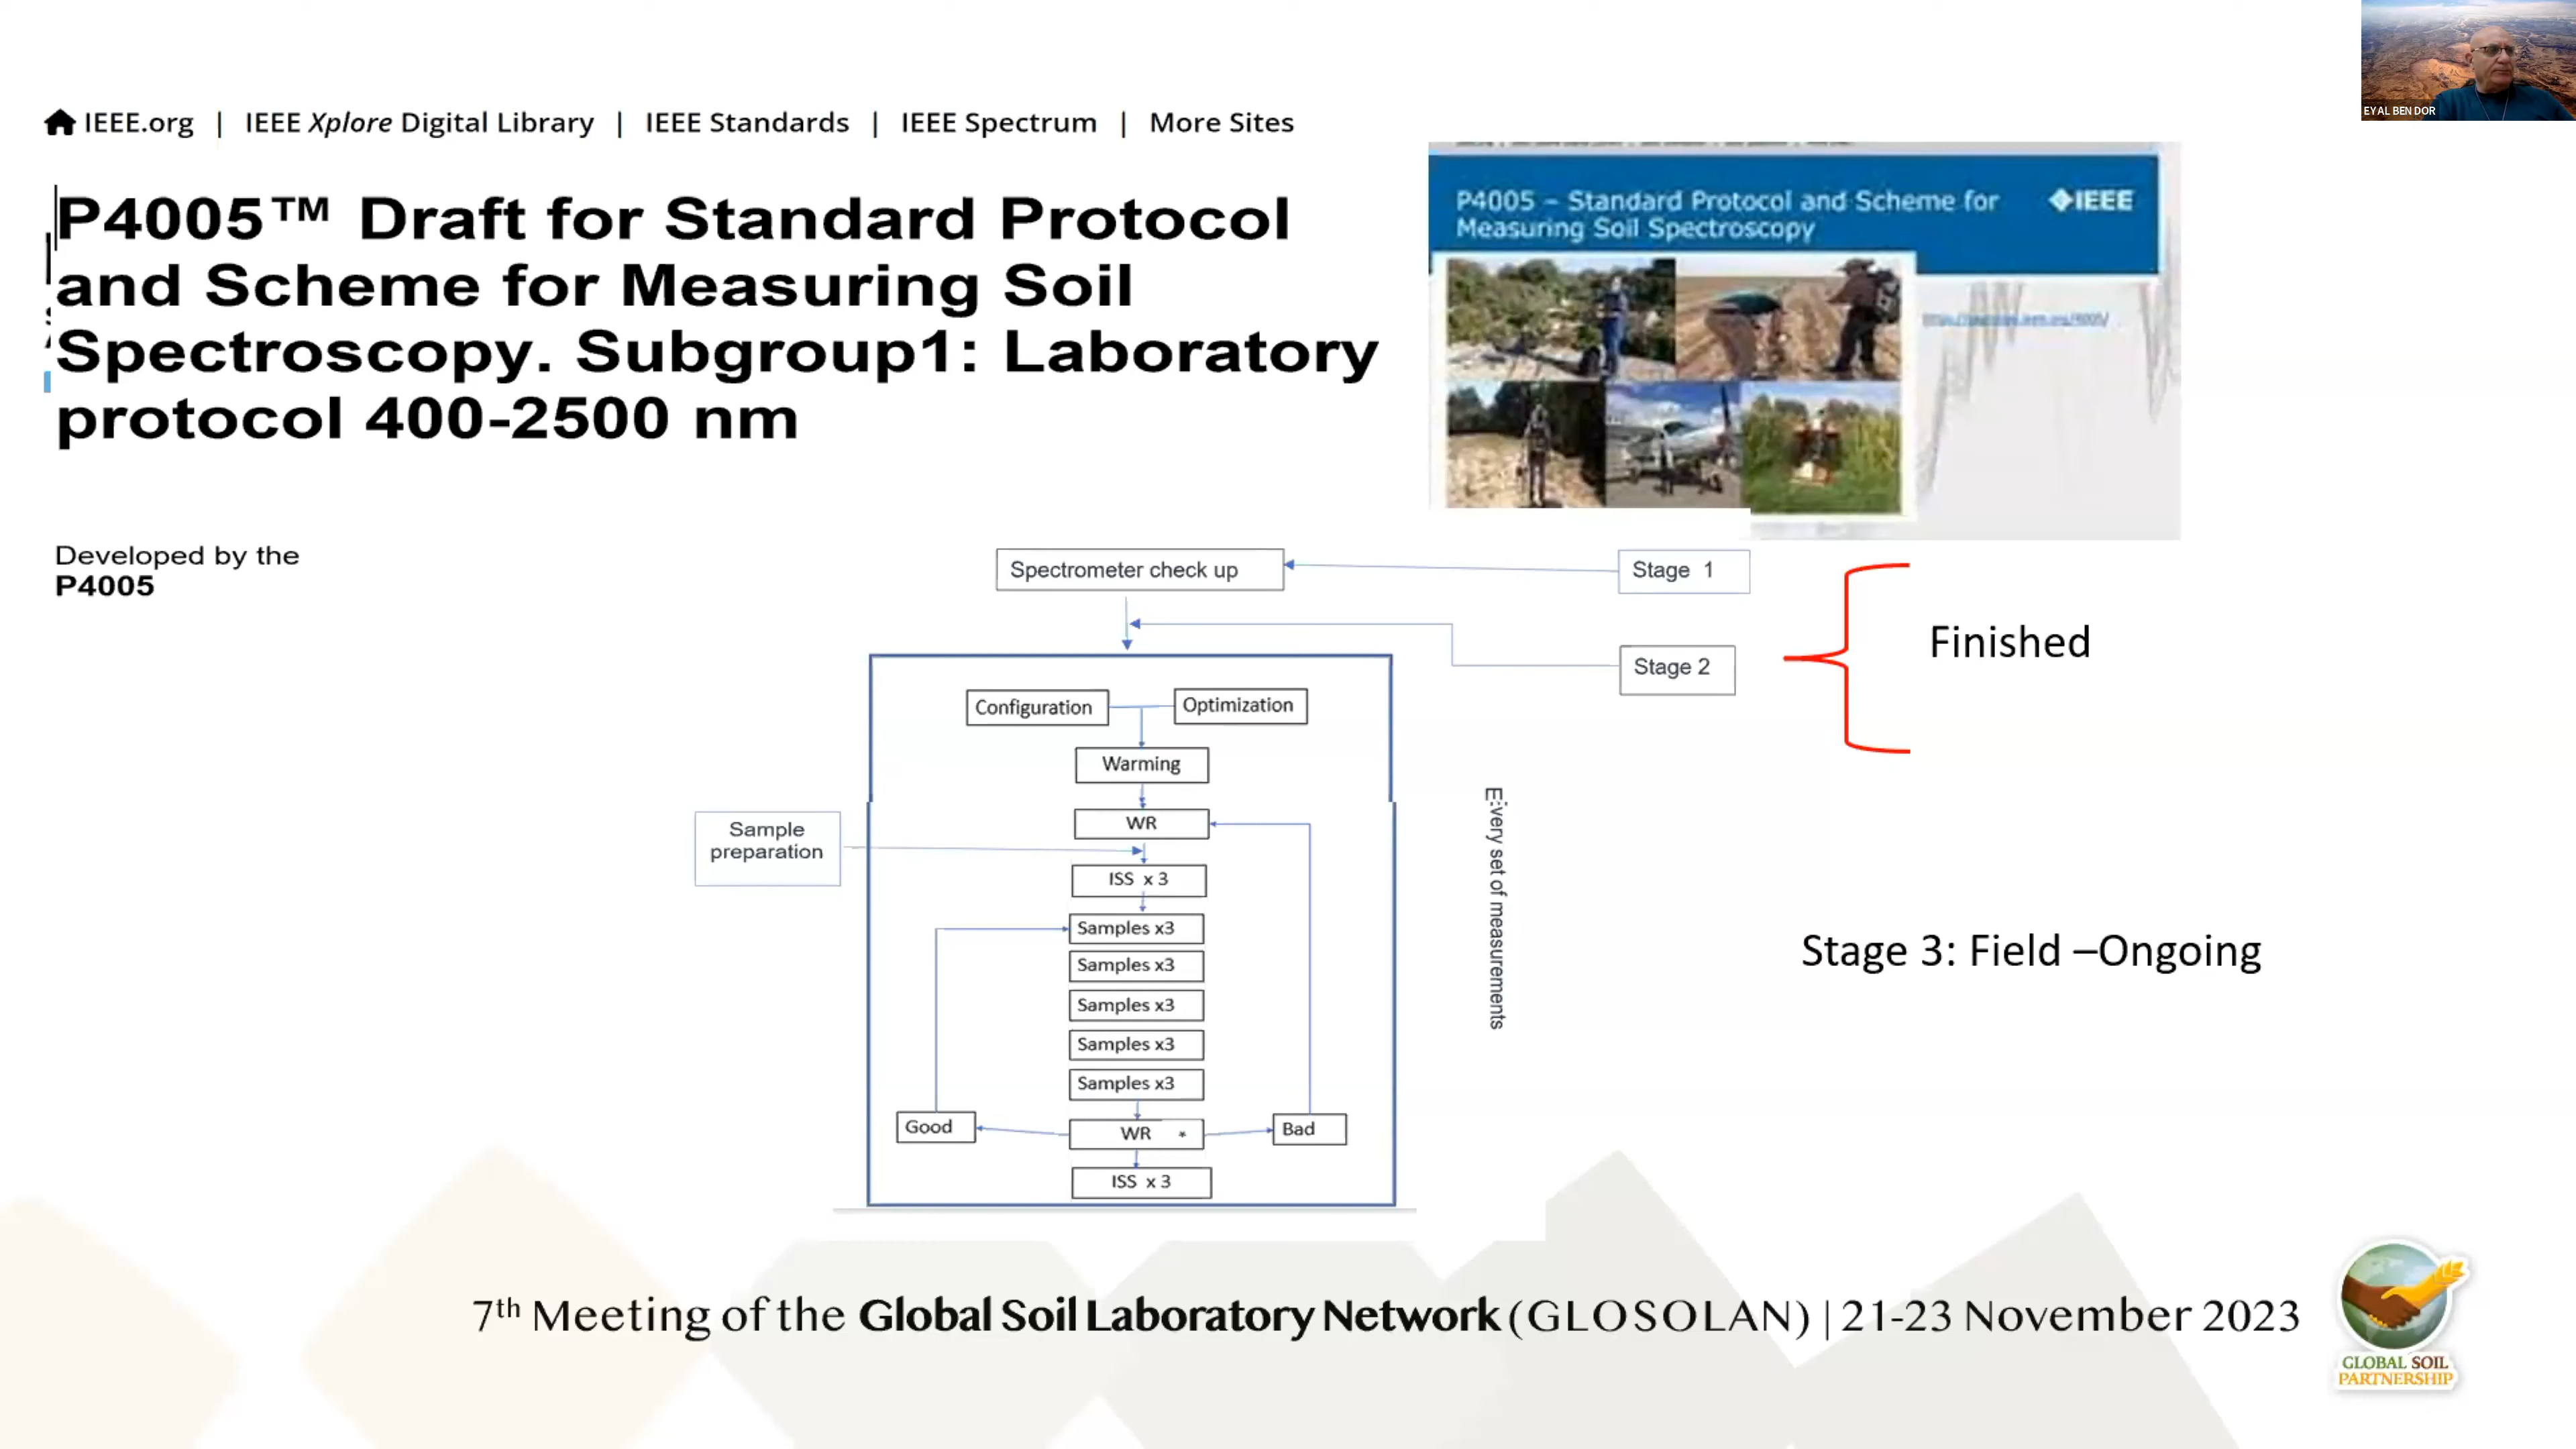 EYAL BEN DOR
IEEE.org | IEEE Xplore Digital Library | IEEE Standards | IEEE Spectrum | More Sites
P4005™ Draft for Standard Protocol
and Scheme for Measuring Soil
Spectroscopy. Subgroup1: Laboratory
protocol 400-2500 nm
Developed by the
P4005
P4005 – Standard Protocol and Scheme for
Measuring Soil Spectroscopy
IEEE
Spectrometer check up
Stage 1
Stage 2
Finished
Configuration
Optimization
Warming
WR
Sample
preparation
ISS x 3
Samples x3
Samples x3
Samples x3
Samples x3
Samples x3
Good
WR *
Bad
ISS x 3
Every set of measurements
Stage 3: Field –Ongoing
7th Meeting of the Global Soil Laboratory Network (GLOSOLAN) | 21-23 November 2023
GLOBAL SOIL
PARTNERSHIP